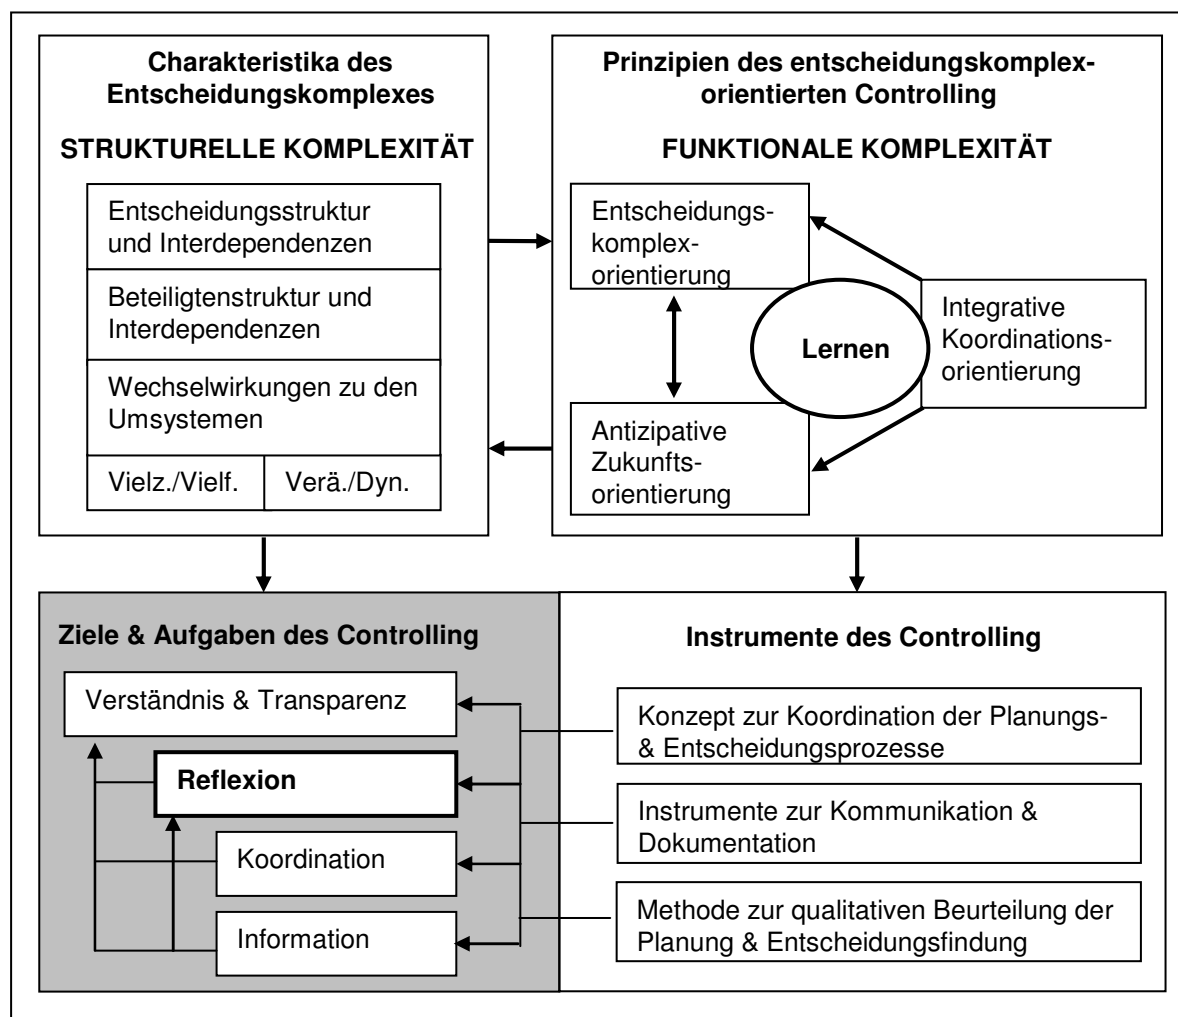 Charakteristika des
Entscheidungskomplexes
STRUKTURELLE KOMPLEXITÄT
Entscheidungsstruktur
und Interdependenzen
Beteiligtenstruktur und
Interdependenzen
Wechselwirkungen zu den
Umsystemen
Vielz./Vielf.
Verä./Dyn.
Prinzipien des entscheidungskomplex-
orientierten Controlling
FUNKTIONALE KOMPLEXITÄT
Entscheidungs-
komplex-
orientierung
Lernen
Integrative
Koordinations-
orientierung
Antizipative
Zukunfts-
orientierung
Ziele & Aufgaben des Controlling
Verständnis & Transparenz
Reflexion
Koordination
Information
Instrumente des Controlling
Konzept zur Koordination der Planungs-
& Entscheidungsprozesse
Instrumente zur Kommunikation &
Dokumentation
Methode zur qualitativen Beurteilung der
Planung & Entscheidungsfindung